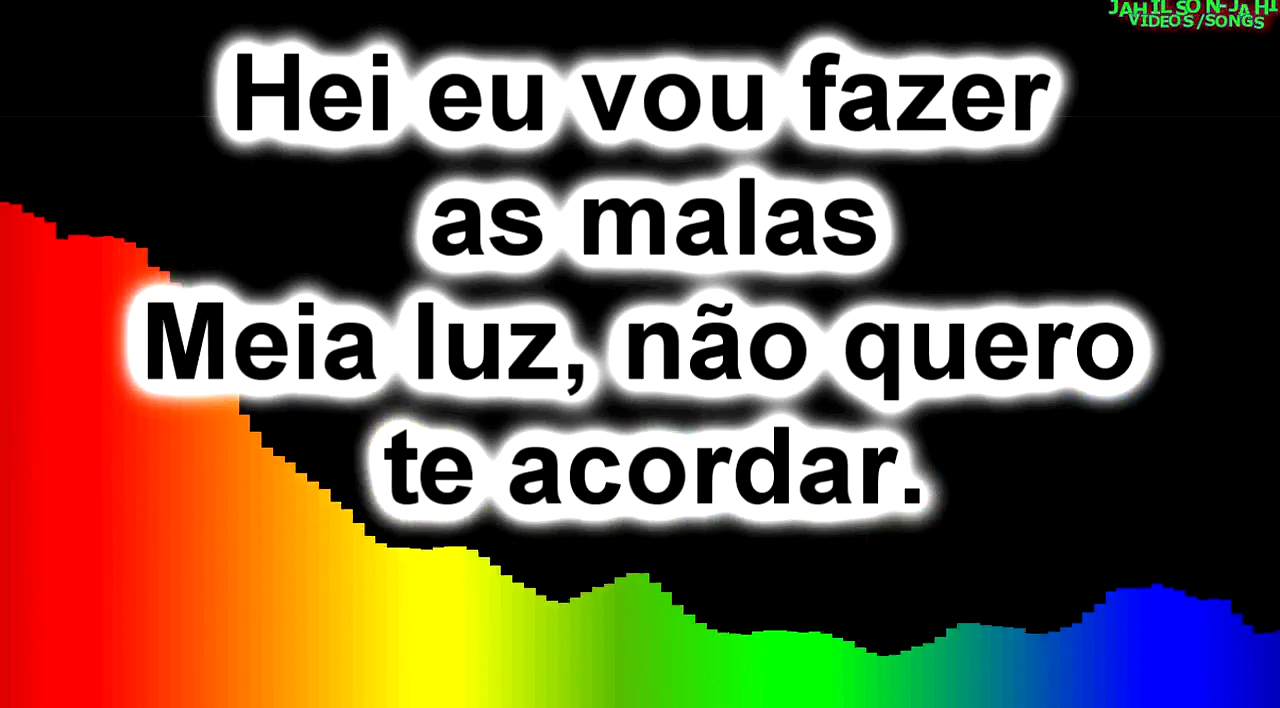 JAHILSON-JAHI
VIDEOS/SONGS
Hei eu vou fazer
as malas
Meia luz, não quero
te acordar.